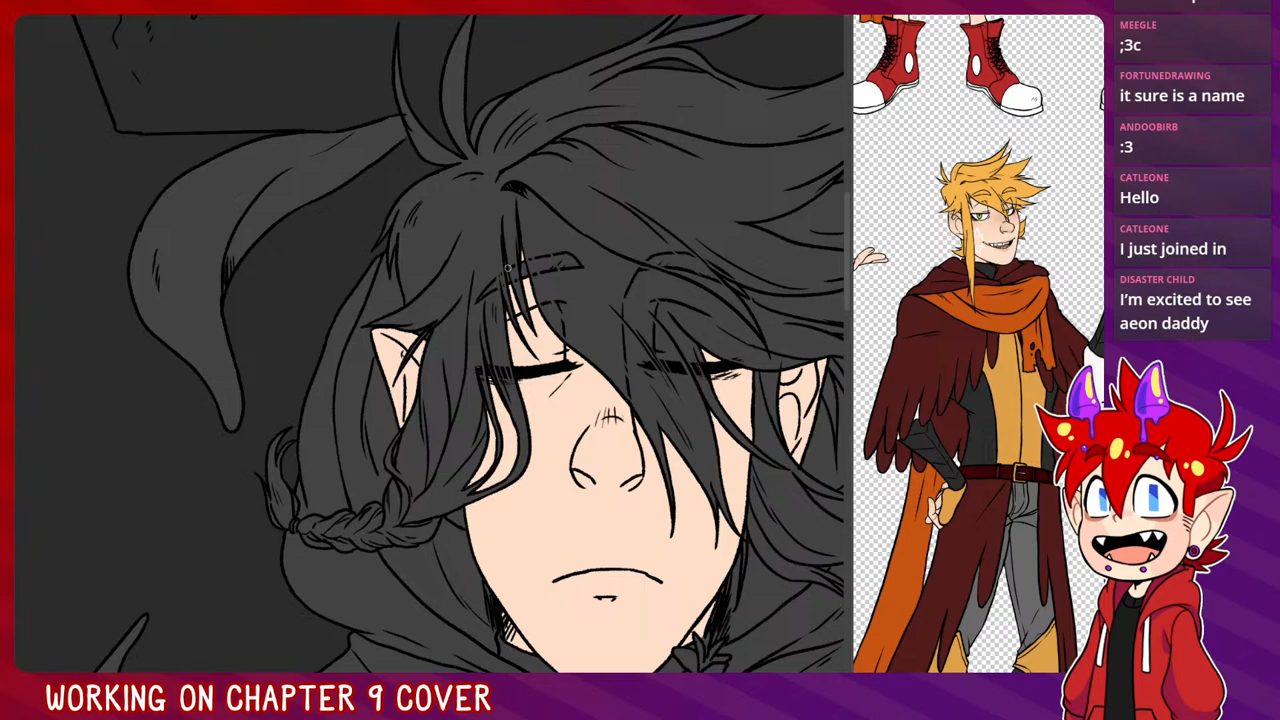 MEEGLE
;3c
FORTUNEDRAWING
it sure is a name
ANDOOBIRB
:3
CATLEONE
Hello
CATLEONE
I just joined in
DISASTER CHILD
I'm excited to see
aeon daddy
WORKING ON CHAPTER 9 COVER